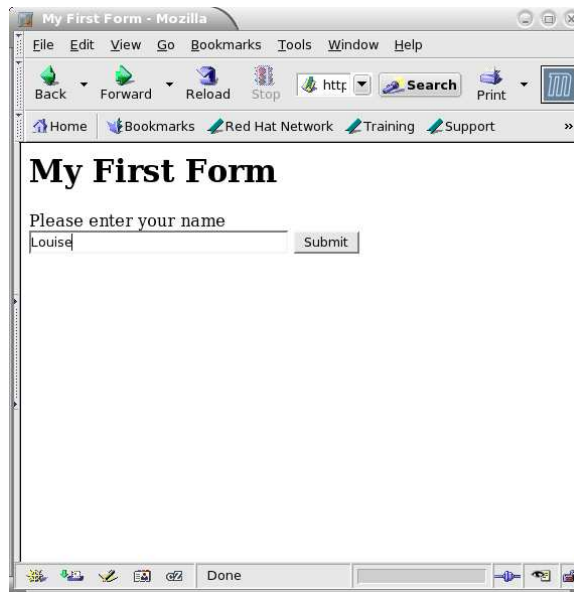 My First Form - Mozilla
File Edit View Go Bookmarks Tools Window Help
Back Forward Reload Stop http Search Print
Home Bookmarks Red Hat Network Training Support »
My First Form
Please enter your name
Louise Submit
Done